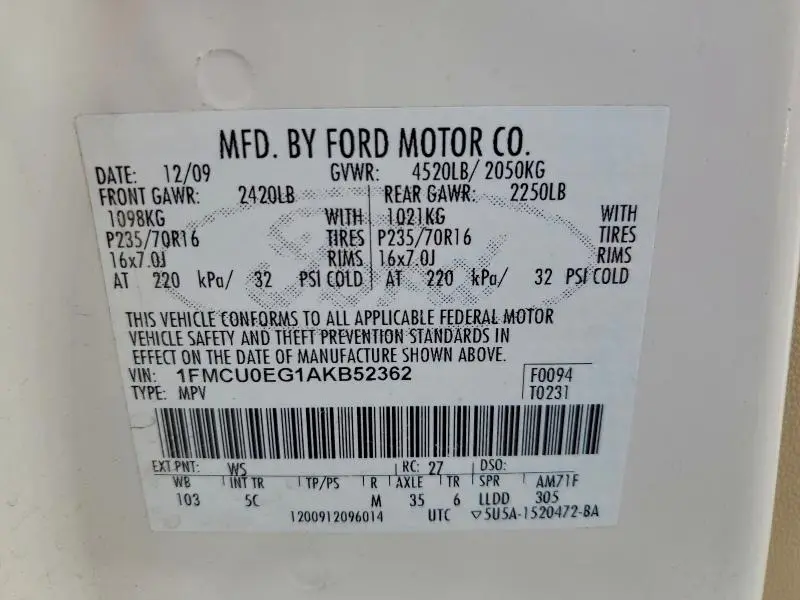 MFD. BY FORD MOTOR CO.
DATE: 12/09 GVWR: 4520LB/ 2050KG
FRONT GAWR: 2420LB REAR GAWR: 2250LB
1098KG WITH 1021KG WITH
P235/70R16 TIRES P235/70R16 TIRES
16x7.0J RIMS 16x7.0J RIMS
AT 220 kPa/ 32 PSI COLD AT 220 kPa/ 32 PSI COLD
THIS VEHICLE CONFORMS TO ALL APPLICABLE FEDERAL MOTOR
VEHICLE SAFETY AND THEFT PREVENTION STANDARDS IN
EFFECT ON THE DATE OF MANUFACTURE SHOWN ABOVE.
VIN: 1FMCU0EG1AKB52362 F0094
TYPE: MPV T0231
EXT PNT: WS RC: 27 DSO:
WB INT TR TP/PS R AXLE TR SPR AM71F
103 5C M 35 6 LLDD 305
1200912096014 UTC ▽5U5A-1520472-BA